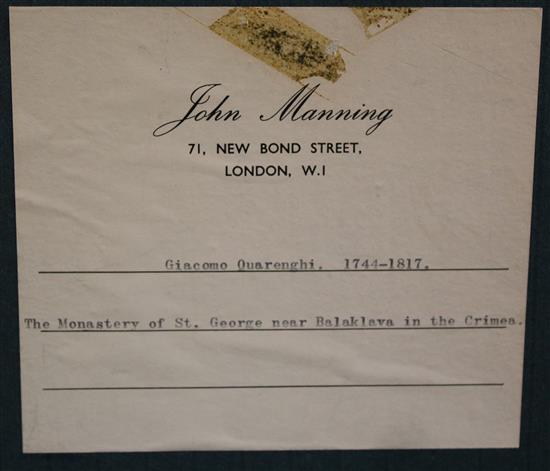 John Manning
71, NEW BOND STREET,
LONDON, W.1
Giacomo Quarenghi. 1744-1817.
The Monastery of St. George near Balaklava in the Crimea.